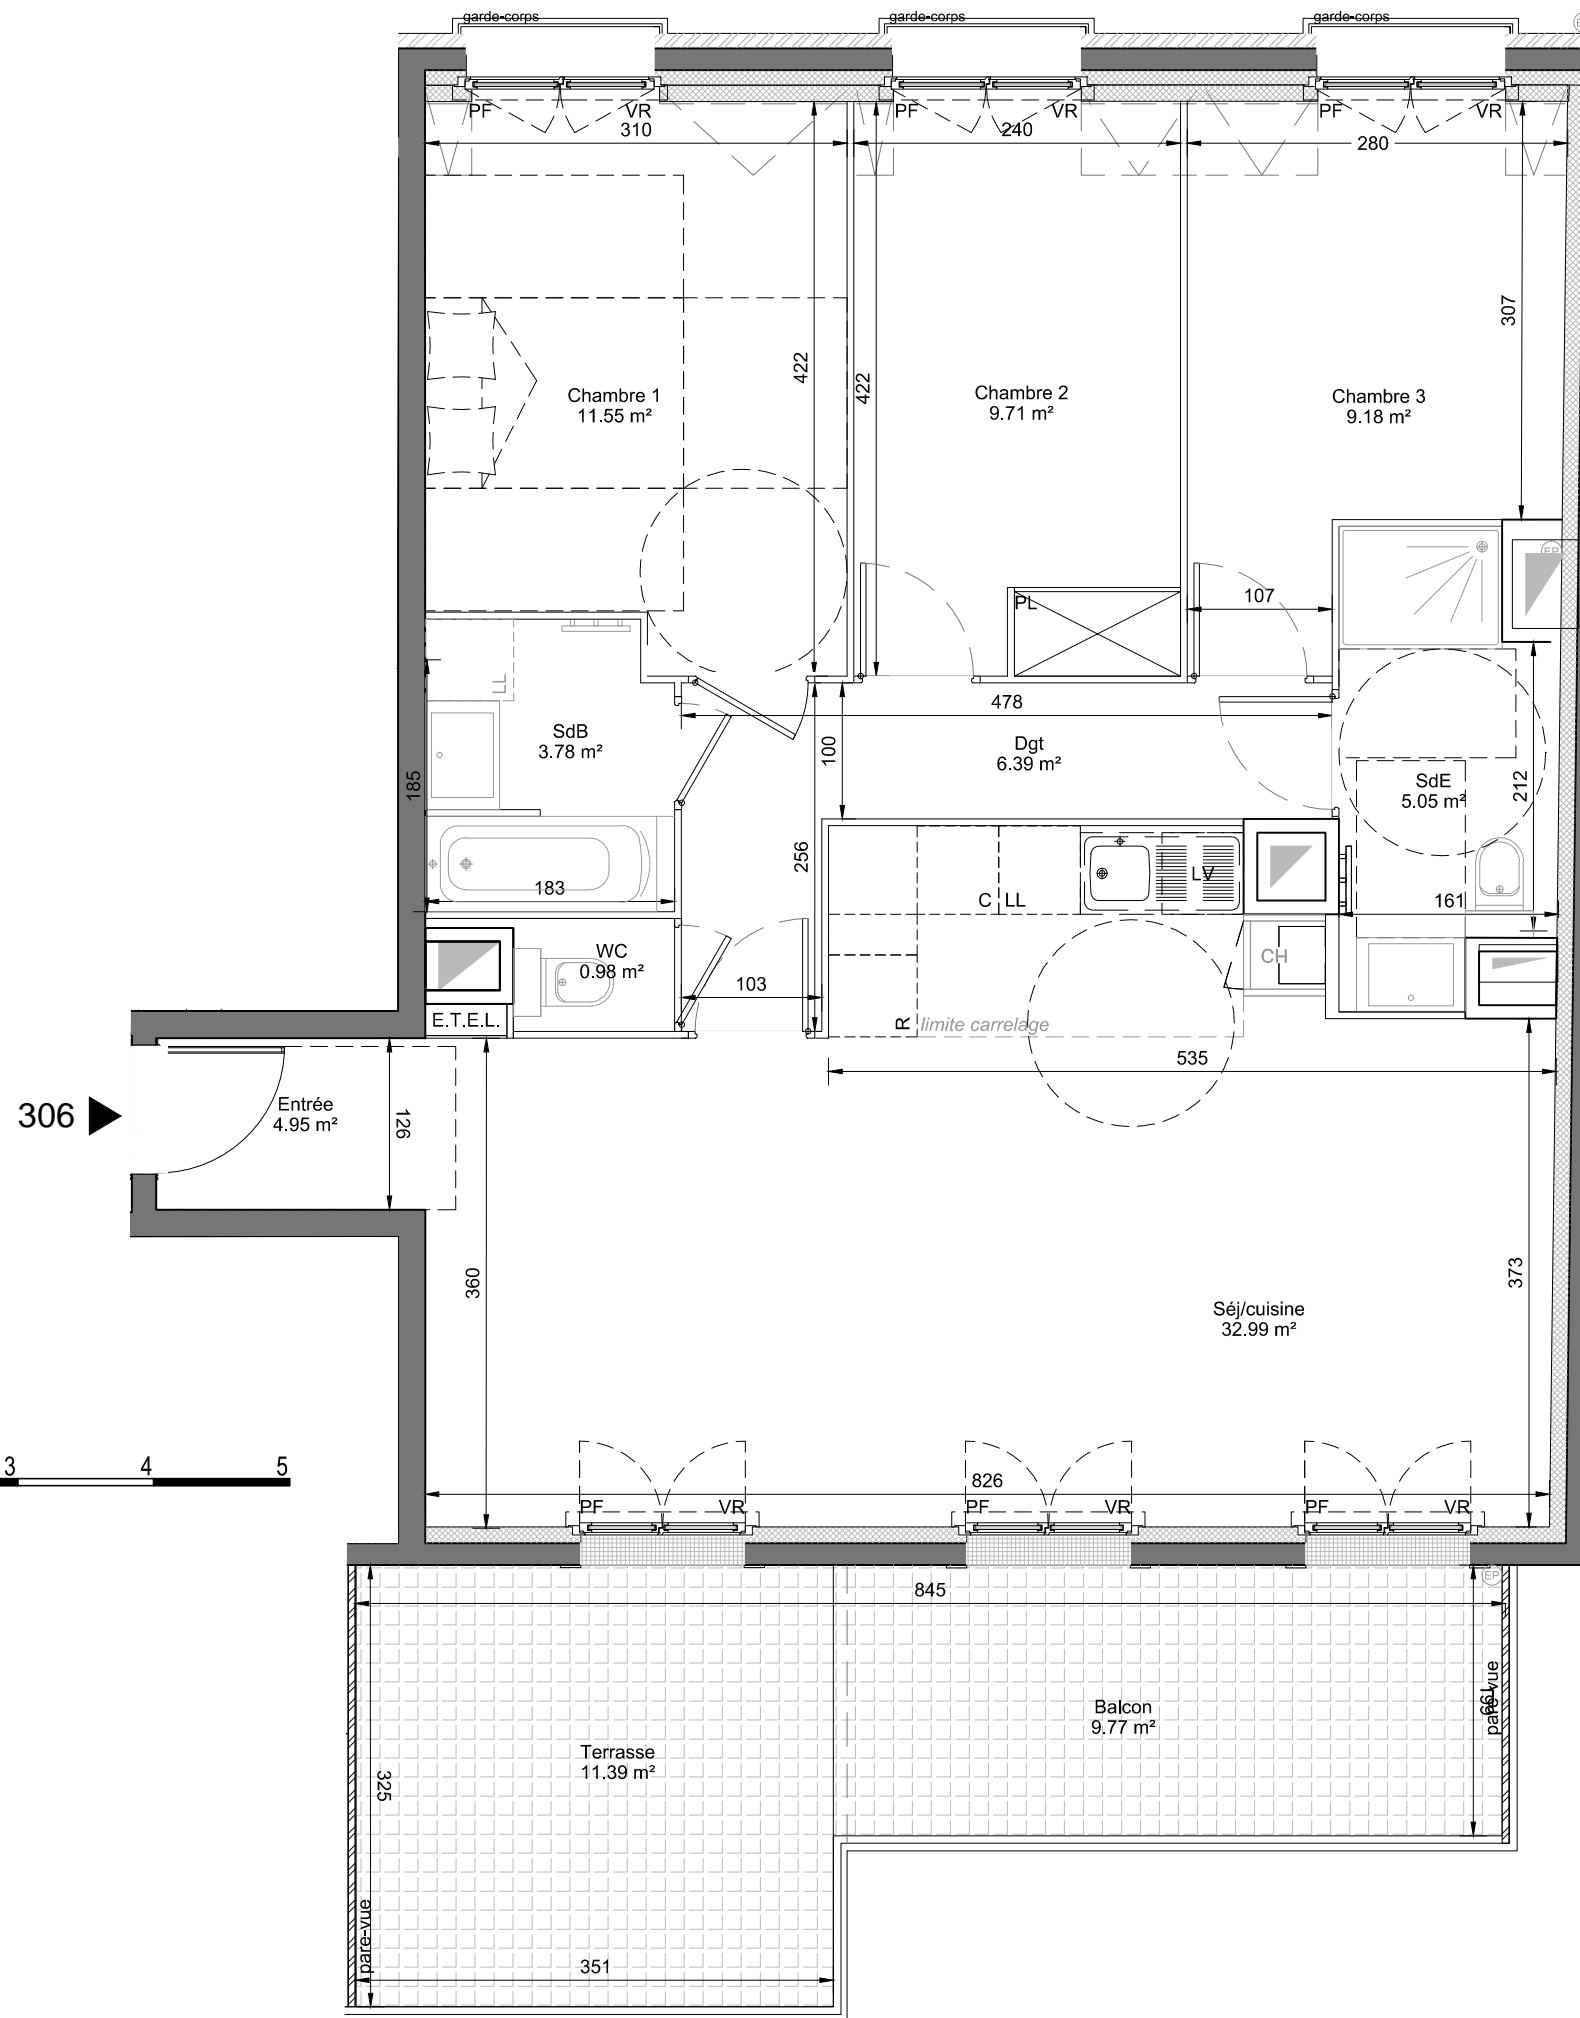 garde-corps
garde-corps
garde-corps
PF
VR
PF
VR
PF
VR
310
240
280
422
422
307
Chambre 1
11.55 m²
Chambre 2
9.71 m²
Chambre 3
9.18 m²
EP
PL
107
LL
478
SdB
3.78 m²
Dgt
6.39 m²
100
185
SdE
5.05 m²
212
256
183
C
LL
LV
161
WC
0.98 m²
CH
103
E.T.E.L.
R
limite carrelage
535
306
Entrée
4.95 m²
126
360
373
Séj/cuisine
32.99 m²
3
4
5
826
PF
VR
PF
VR
PF
VR
EP
845
Balcon
9.77 m²
199
pare-vue
Terrasse
11.39 m²
325
pare-vue
351